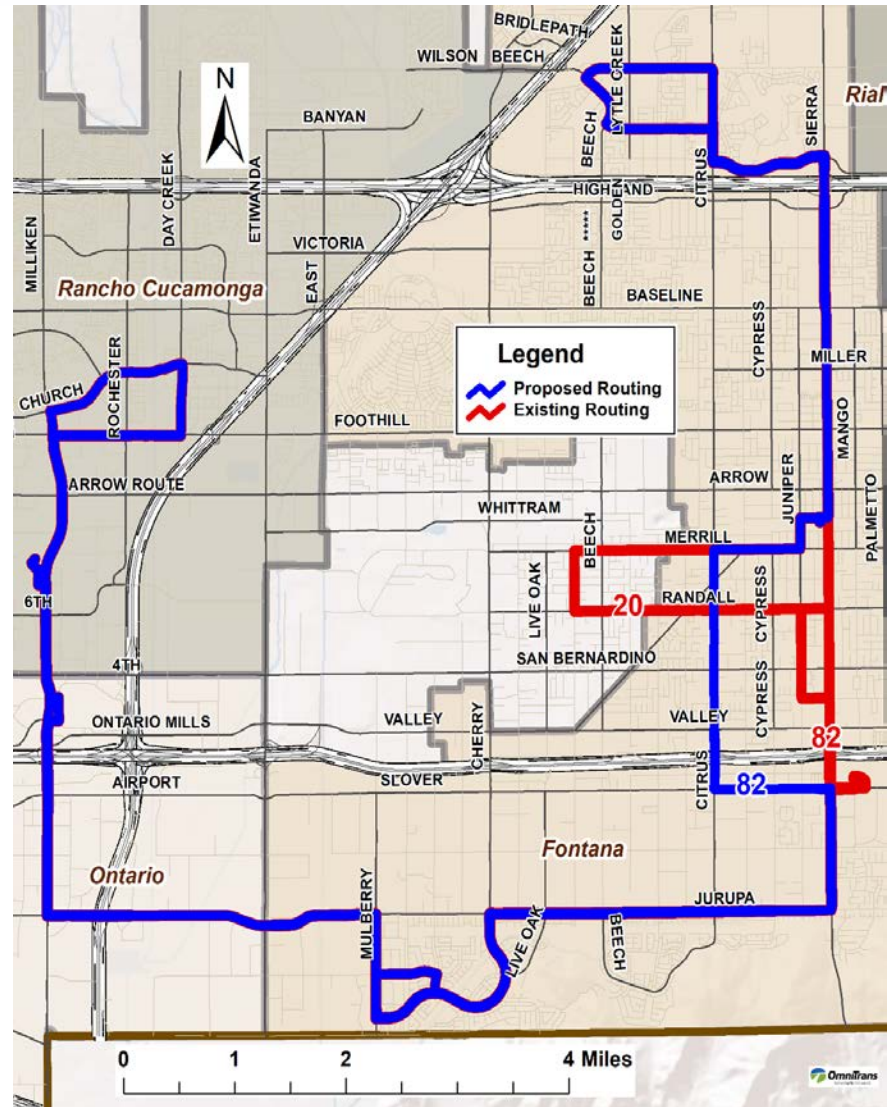 BRIDLEPATH
WILSON
BEECH
LYTLE CREEK
SIERRA
N
BANYAN
BEECH
CITRUS
HIGHLAND
GOLDEN
MILLIKEN
DAY CREEK
ETIWANDA
VICTORIA
EAST
BEECH *****
Rancho Cucamonga
BASELINE
CYPRESS
Legend
Proposed Routing
Existing Routing
MILLER
CHURCH
ROCHESTER
FOOTHILL
MANGO
ARROW ROUTE
ARROW
JUNIPER
PALMETTO
WHITTRAM
MERRILL
BEECH
LIVE OAK
6TH
20
RANDALL
CYPRESS
SAN BERNARDINO
4TH
ONTARIO MILLS
VALLEY
CHERRY
VALLEY
CYPRESS
82
AIRPORT
SLOVER
CITRUS
82
Ontario
Fontana
MULBERRY
LIVE OAK
JURUPA
BEECH
0 1 2 4 Miles
OmniTrans